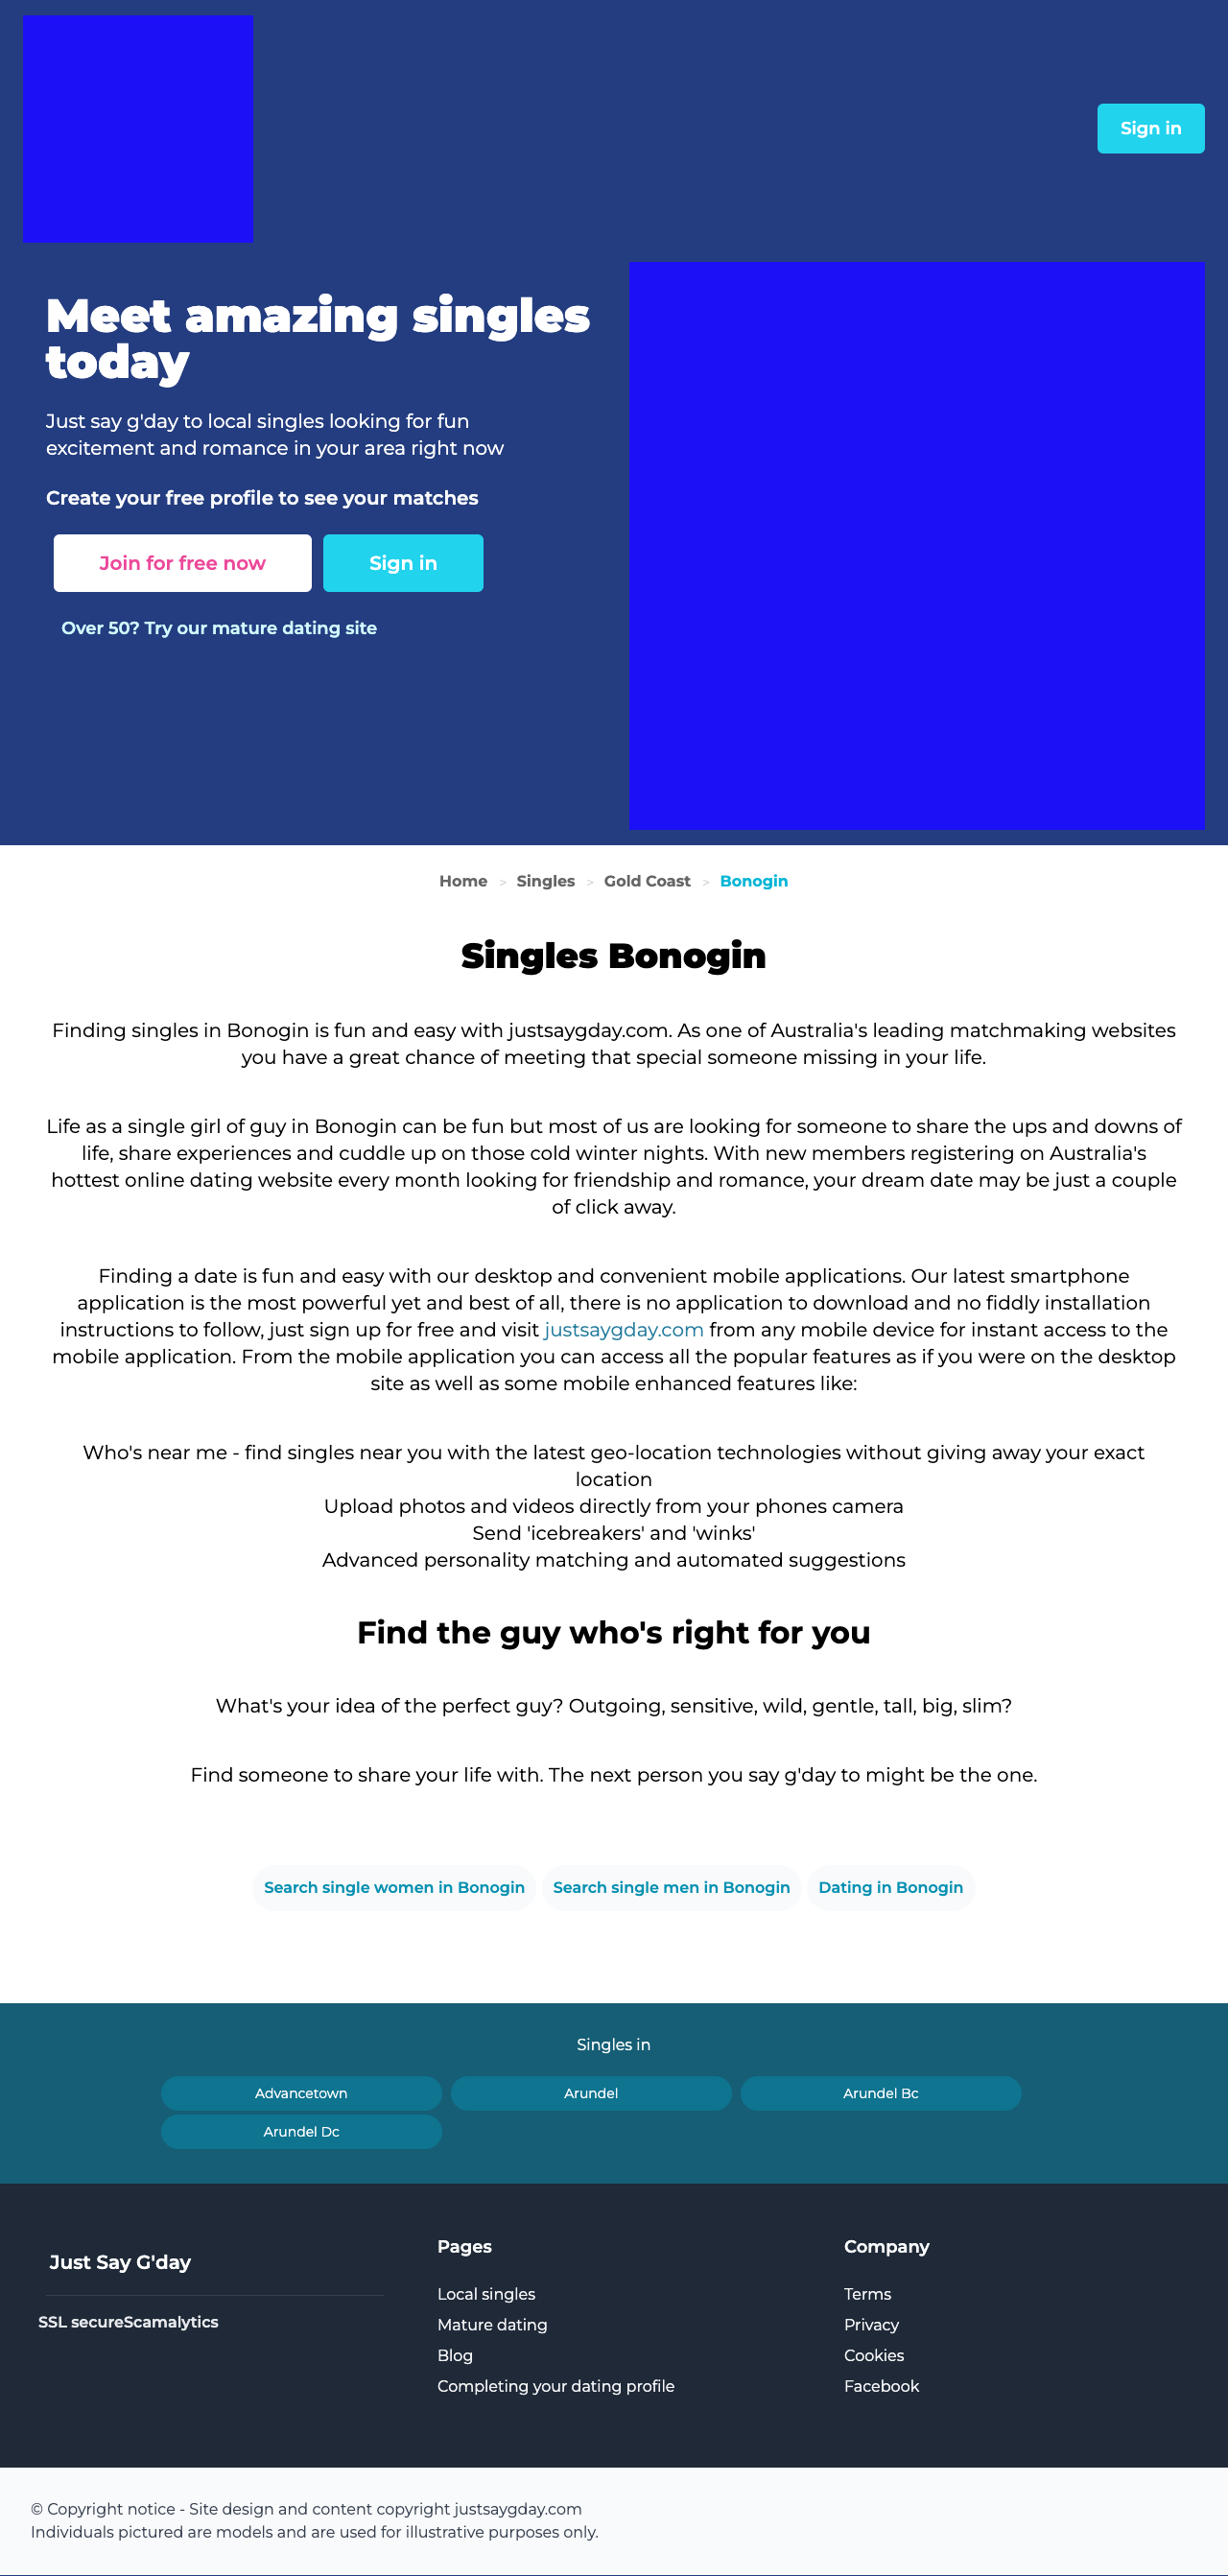 Sign in
Meet amazing singles
today
Just say g'day to local singles looking for fun
excitement and romance in your area right now
Create your free profile to see your matches
Join for free now
Sign in
Over 50? Try our mature dating site
Home > Singles > Gold Coast > Bonogin
Singles Bonogin
Finding singles in Bonogin is fun and easy with justsaygday.com. As one of Australia's leading matchmaking websites
you have a great chance of meeting that special someone missing in your life.
Life as a single girl of guy in Bonogin can be fun but most of us are looking for someone to share the ups and downs of
life, share experiences and cuddle up on those cold winter nights. With new members registering on Australia's
hottest online dating website every month looking for friendship and romance, your dream date may be just a couple
of click away.
Finding a date is fun and easy with our desktop and convenient mobile applications. Our latest smartphone
application is the most powerful yet and best of all, there is no application to download and no fiddly installation
instructions to follow, just sign up for free and visit justsaygday.com from any mobile device for instant access to the
mobile application. From the mobile application you can access all the popular features as if you were on the desktop
site as well as some mobile enhanced features like:
Who's near me - find singles near you with the latest geo-location technologies without giving away your exact
location
Upload photos and videos directly from your phones camera
Send 'icebreakers' and 'winks'
Advanced personality matching and automated suggestions
Find the guy who's right for you
What's your idea of the perfect guy? Outgoing, sensitive, wild, gentle, tall, big, slim?
Find someone to share your life with. The next person you say g'day to might be the one.
Search single women in Bonogin
Search single men in Bonogin
Dating in Bonogin
Singles in
Advancetown
Arundel
Arundel Bc
Arundel Dc
Just Say G'day
SSL secureScamalytics
Pages
Local singles
Mature dating
Blog
Completing your dating profile
Company
Terms
Privacy
Cookies
Facebook
© Copyright notice - Site design and content copyright justsaygday.com
Individuals pictured are models and are used for illustrative purposes only.